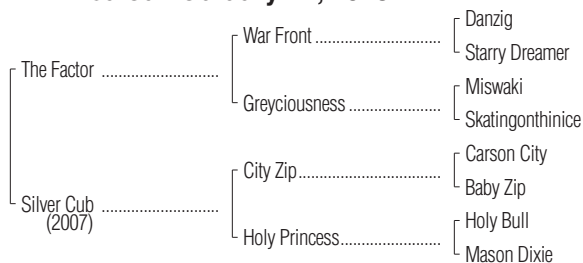 Danzig
War Front
Starry Dreamer
The Factor
Miswaki
Greyciousness
Skatingonthinice
Carson City
City Zip
Baby Zip
Silver Cub
(2007)
Holy Bull
Holy Princess
Mason Dixie